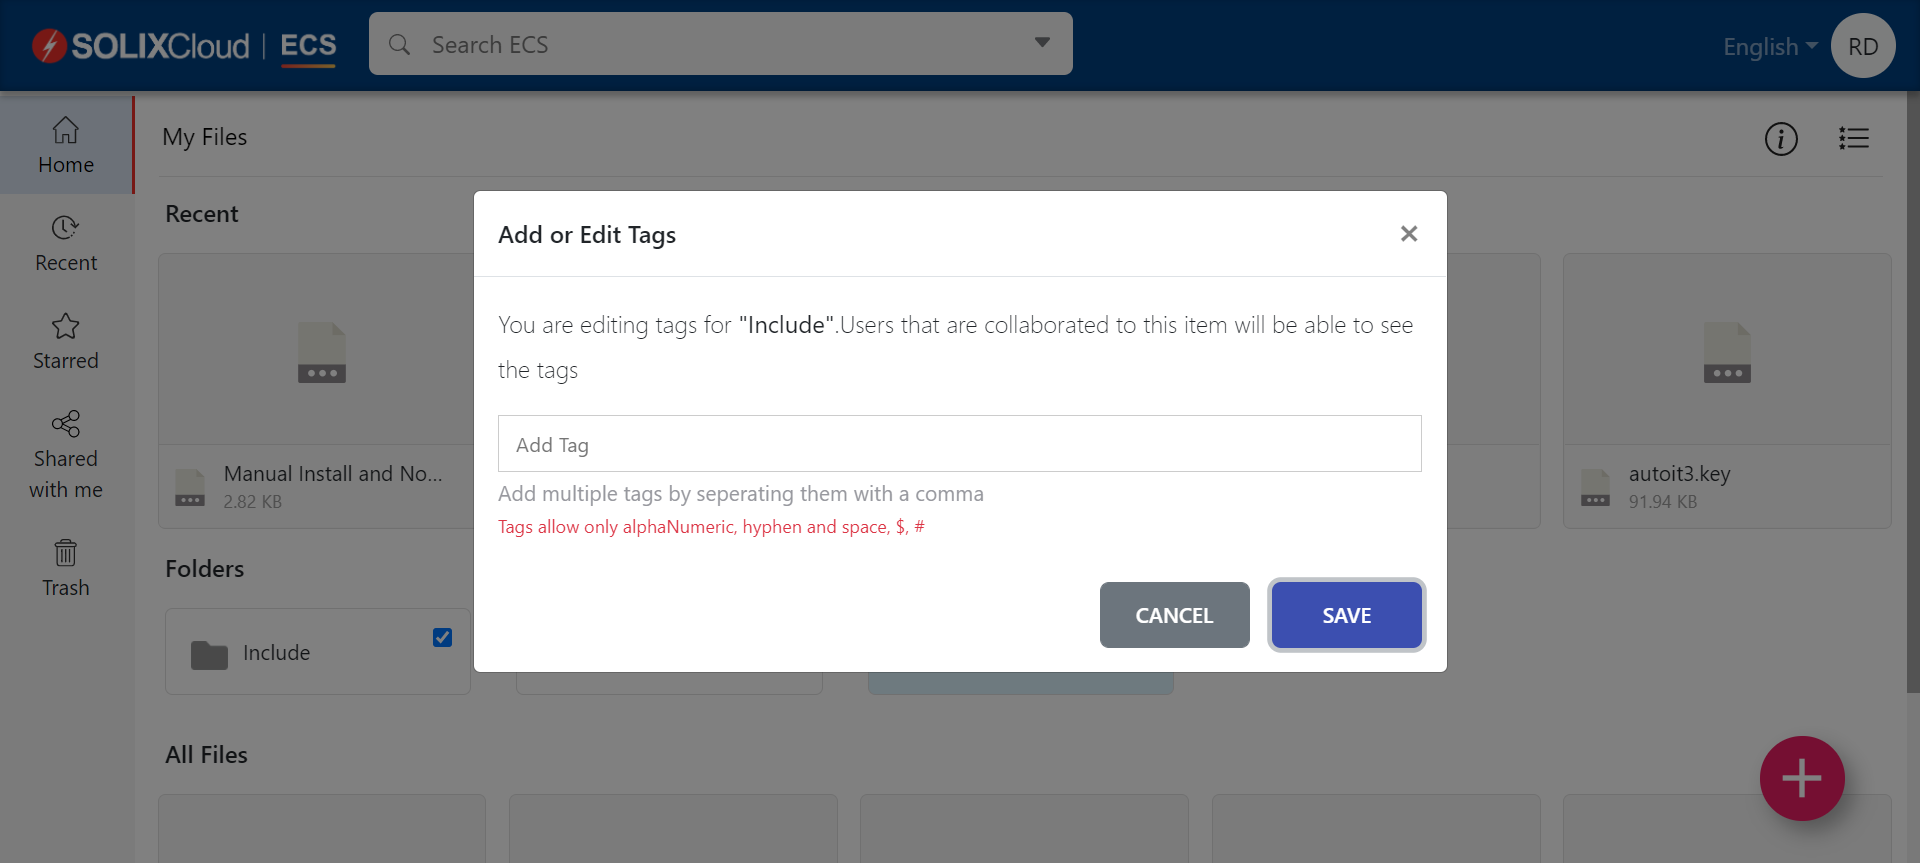 SOLIXCloud | ECS
Search ECS
English
RD
Home
Recent
Starred
Shared
with me
Trash
My Files
Recent
Manual Install and No...
2.82 KB
autoit3.key
91.94 KB
Folders
Include
All Files
Add or Edit Tags
You are editing tags for "Include".Users that are collaborated to this item will be able to see
the tags
Add Tag
Add multiple tags by seperating them with a comma
Tags allow only alphaNumeric, hyphen and space, $, #
CANCEL
SAVE